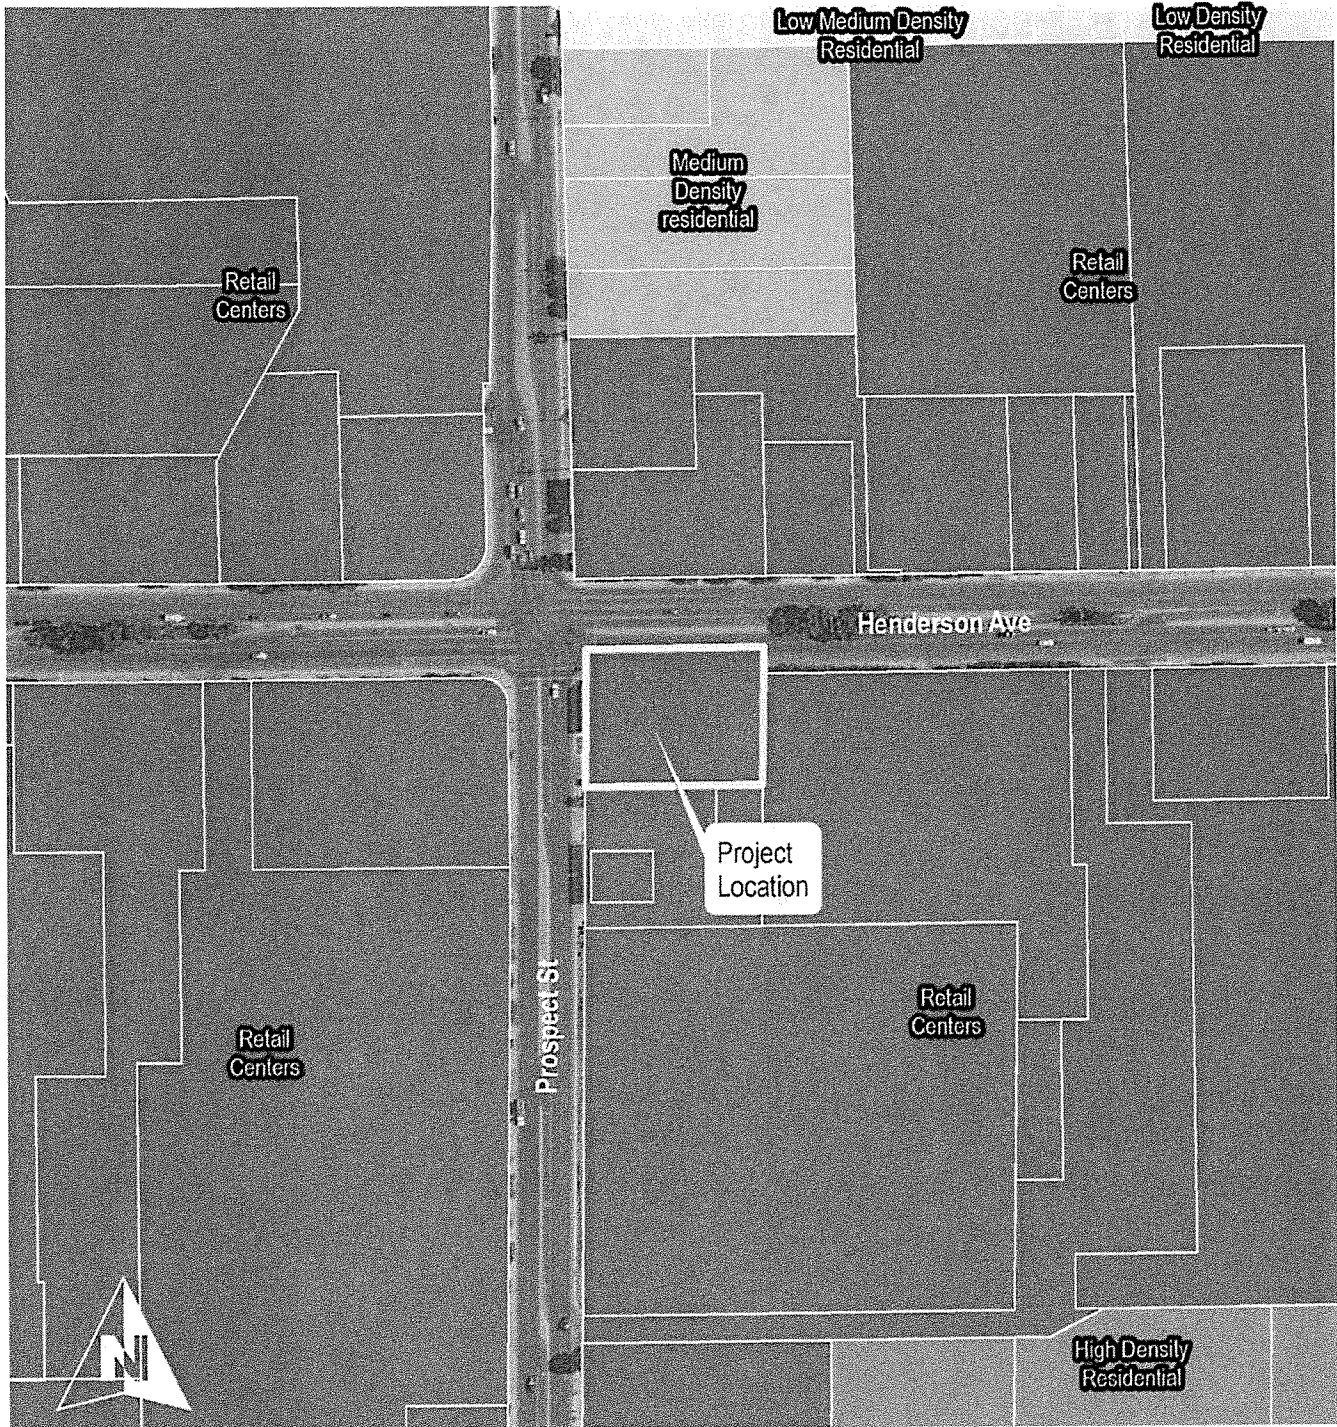 Low Medium Density
Residential
Low Density
Residential
Medium
Density
residential
Retail
Centers
Retail
Centers
Henderson Ave
Project
Location
Prospect St
Retail
Centers
Retail
Centers
High Density
Residential
N